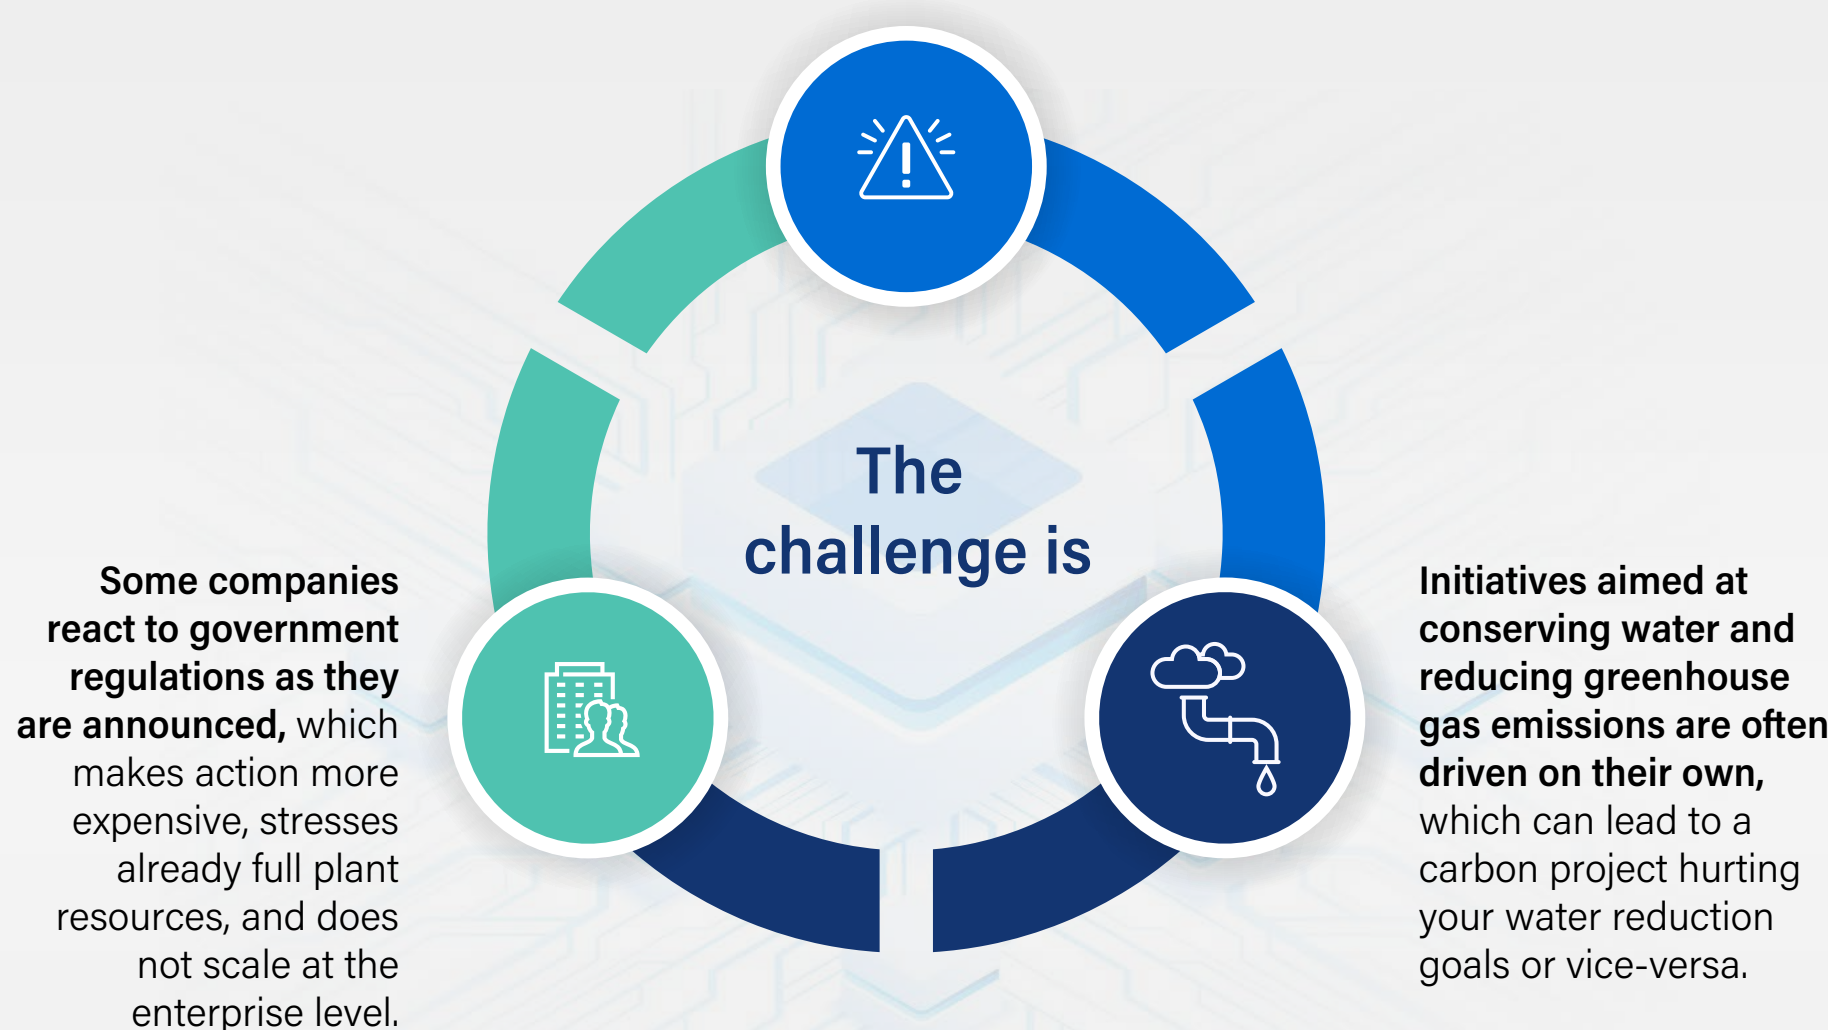 The
challenge is
Some companies
react to government
regulations as they
are announced, which
makes action more
expensive, stresses
already full plant
resources, and does
not scale at the
enterprise level.
Initiatives aimed at
conserving water and
reducing greenhouse
gas emissions are often
driven on their own,
which can lead to a
carbon project hurting
your water reduction
goals or vice-versa.